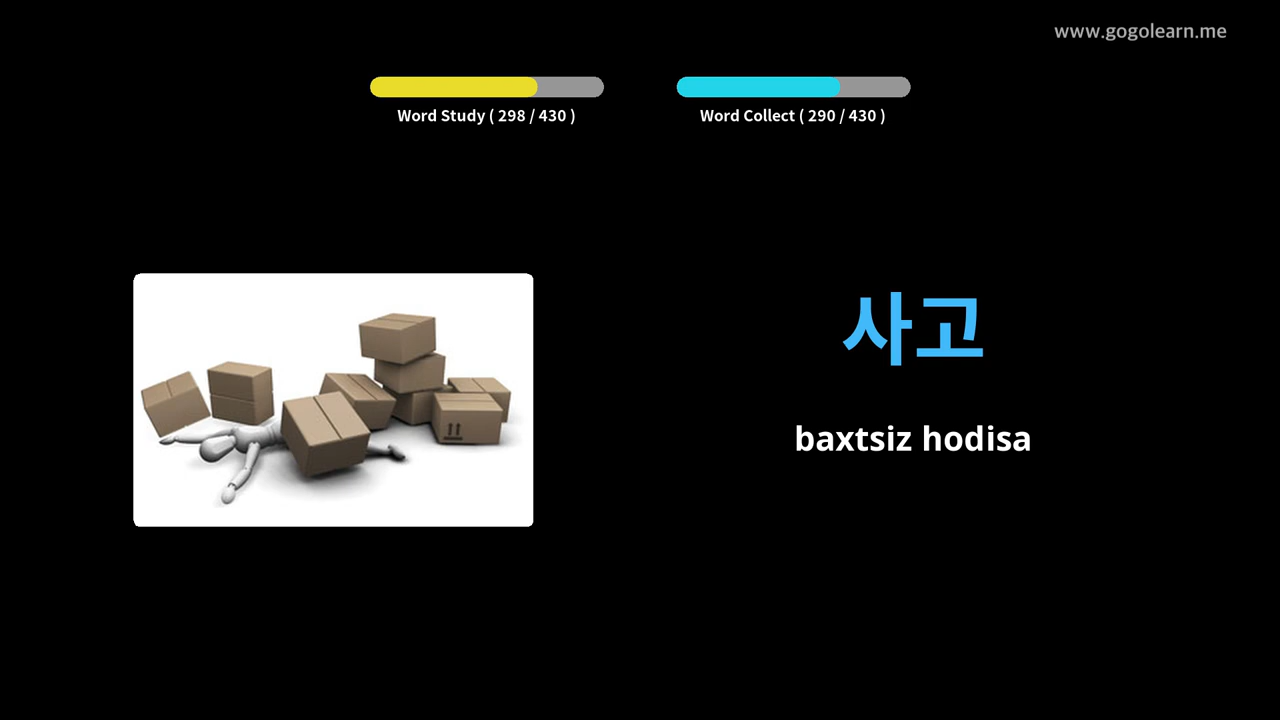 www.gogolearn.me
Word Study ( 298 / 430 )
Word Collect ( 290 / 430 )
사고
baxtsiz hodisa